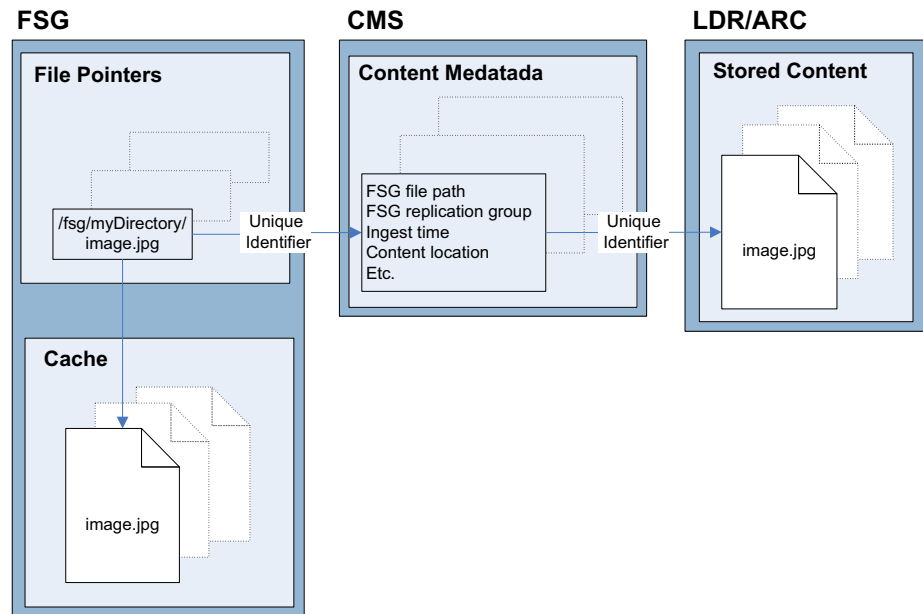 FSG
File Pointers
/fsg/myDirectory/
image.jpg
Unique
Identifier
Cache
image.jpg
CMS
Content Medatada
FSG file path
FSG replication group
Ingest time
Content location
Etc.
Unique
Identifier
LDR/ARC
Stored Content
image.jpg